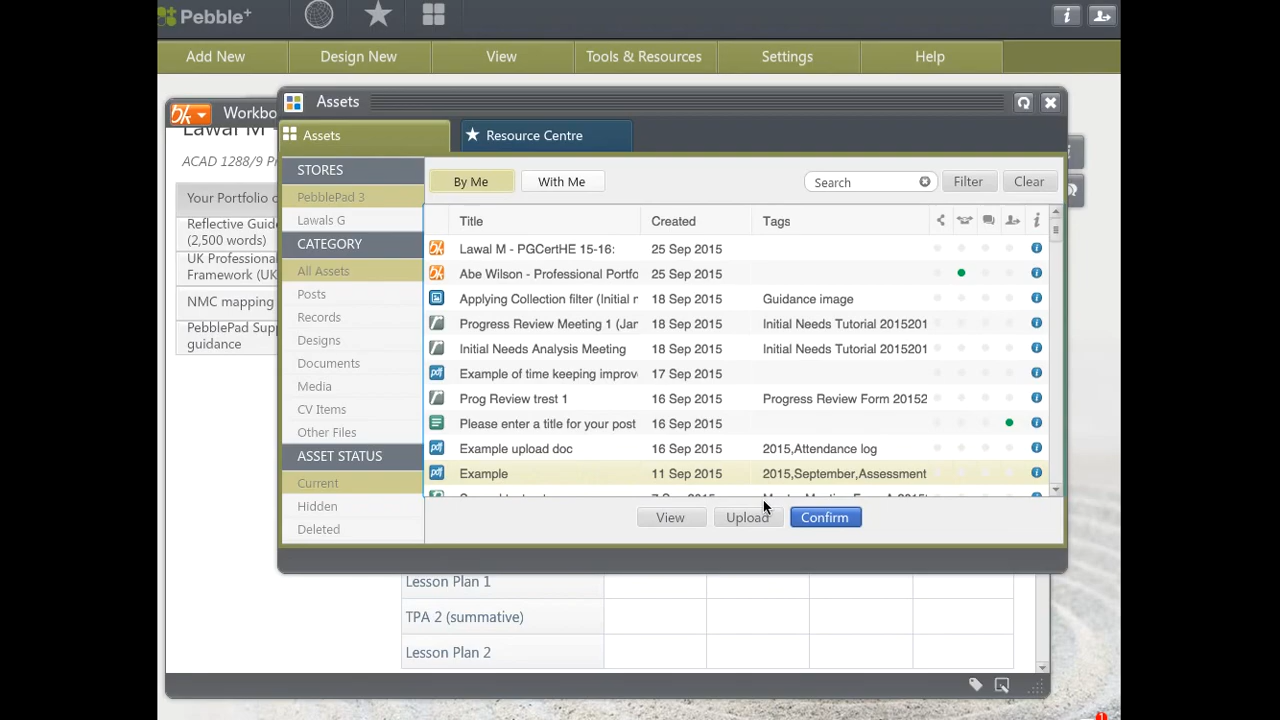 Pebble+
Add New
Design New
View
Tools & Resources
Settings
Help
Workbo
Assets
Lawal M -
ACAD 1288/9 P
Your Portfolio o
Reflective Guide
(2,500 words)
UK Professional
Framework (UK
NMC mapping
PebblePad Supp
guidance
Assets
Resource Centre
STORES
PebblePad 3
Lawals G
CATEGORY
All Assets
Posts
Records
Designs
Documents
Media
CV Items
Other Files
ASSET STATUS
Current
Hidden
Deleted
By Me
With Me
Search
Filter
Clear
Title Created Tags
Lawal M - PGCertHE 15-16: 25 Sep 2015
Abe Wilson - Professional Portfo 25 Sep 2015
Applying Collection filter (Initial r 18 Sep 2015 Guidance image
Progress Review Meeting 1 (Jar 18 Sep 2015 Initial Needs Tutorial 2015201
Initial Needs Analysis Meeting 18 Sep 2015 Initial Needs Tutorial 2015201
Example of time keeping improv 17 Sep 2015
Prog Review trest 1 16 Sep 2015 Progress Review Form 20152
Please enter a title for your post 16 Sep 2015
Example upload doc 16 Sep 2015 2015,Attendance log
Example 11 Sep 2015 2015,September,Assessment
View
Upload
Confirm
Lesson Plan 1
TPA 2 (summative)
Lesson Plan 2